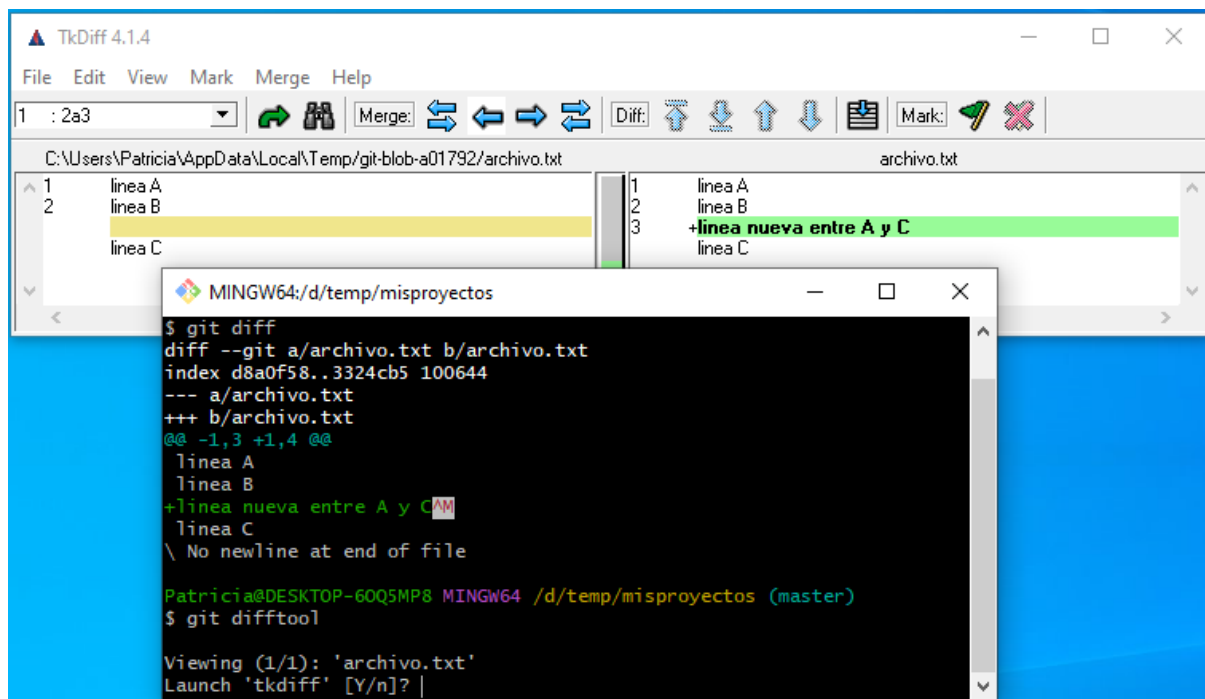 TkDiff 4.1.4
File Edit View Mark Merge Help
1 : 2a3 Merge: Diff: Mark:
C:\Users\Patricia\AppData\Local\Temp/git-blob-a01792/archivo.txt archivo.txt
1 linea A 1 linea A
2 linea B 2 linea B
3 +linea nueva entre A y C
linea C linea C
MINGW64:/d/temp/misproyectos
$ git diff
diff --git a/archivo.txt b/archivo.txt
index d8a0f58..3324cb5 100644
--- a/archivo.txt
+++ b/archivo.txt
@@ -1,3 +1,4 @@
 linea A
 linea B
+linea nueva entre A y C^M
 linea C
\ No newline at end of file
Patricia@DESKTOP-6OQ5MP8 MINGW64 /d/temp/misproyectos (master)
$ git difftool
Viewing (1/1): 'archivo.txt'
Launch 'tkdiff' [Y/n]?